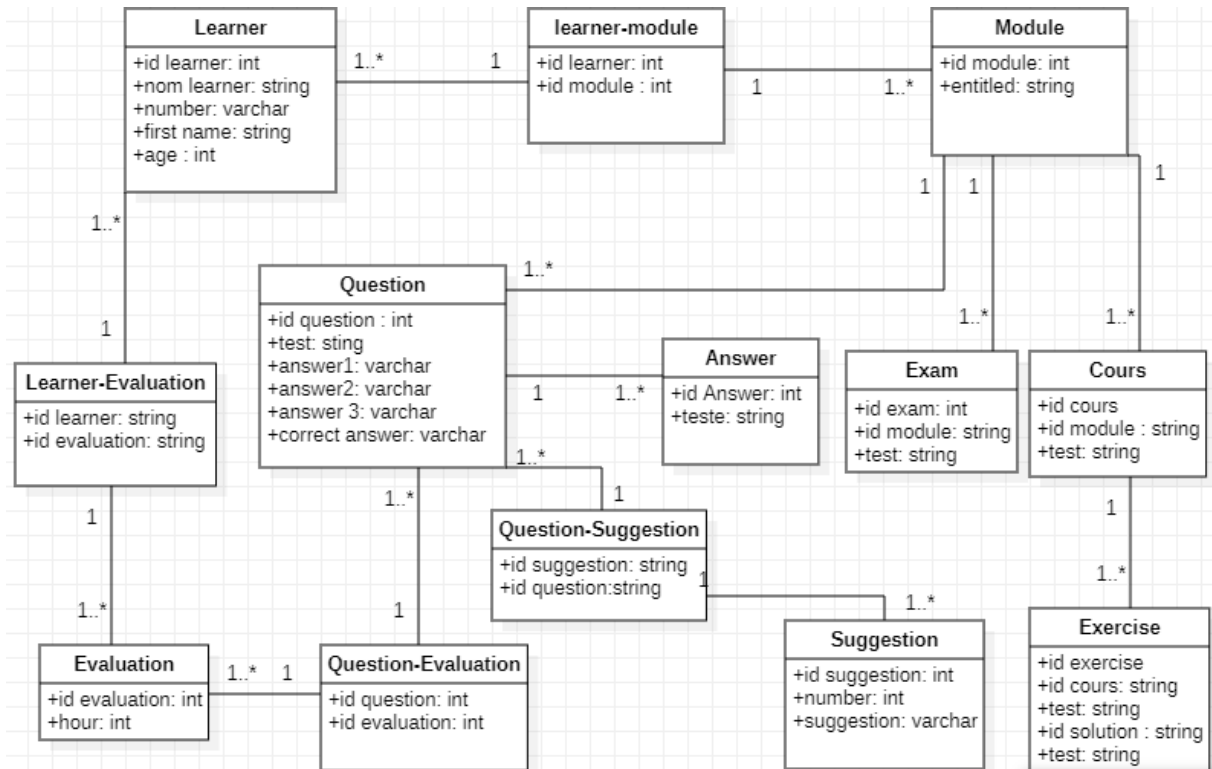 Learner
+id learner: int
+nom learner: string
+number: varchar
+first name: string
+age : int
1..*
1
learner-module
+id learner: int
+id module : int
1
1..*
Module
+id module: int
+entitled: string
1
1
1
1..*
1..*
Question
+id question : int
+test: sting
+answer1: varchar
+answer2: varchar
+answer 3: varchar
+correct answer: varchar
1
1..*
Answer
+id Answer: int
+teste: string
1..*
1..*
Exam
+id exam: int
+id module: string
+test: string
Cours
+id cours
+id module : string
+test: string
1
Learner-Evaluation
+id learner: string
+id evaluation: string
1
1..*
1..*
1
Question-Suggestion
+id suggestion: string
+id question:string
1
1..*
1..*
1..*
1
Evaluation
+id evaluation: int
+hour: int
1..*
1
Question-Evaluation
+id question: int
+id evaluation: int
Suggestion
+id suggestion: int
+number: int
+suggestion: varchar
1
1..*
Exercise
+id exercise
+id cours: string
+test: string
+id solution : string
+test: string